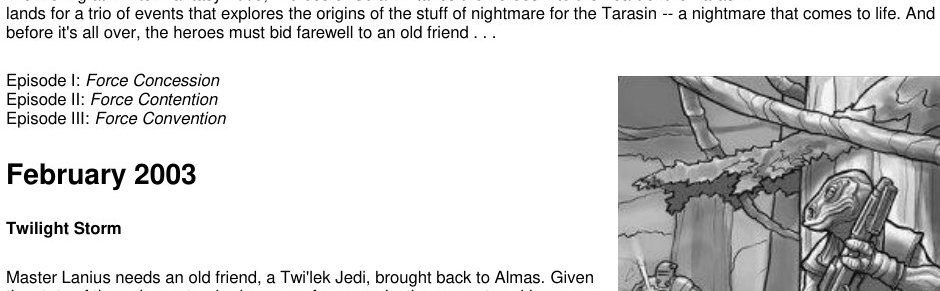 lands for a trio of events that explores the origins of the stuff of nightmare for the Tarasin -- a nightmare that comes to life. And
before it's all over, the heroes must bid farewell to an old friend . . .
Episode I: Force Concession
Episode II: Force Contention
Episode III: Force Convention
February 2003
Twilight Storm
Master Lanius needs an old friend, a Twi'lek Jedi, brought back to Almas. Given